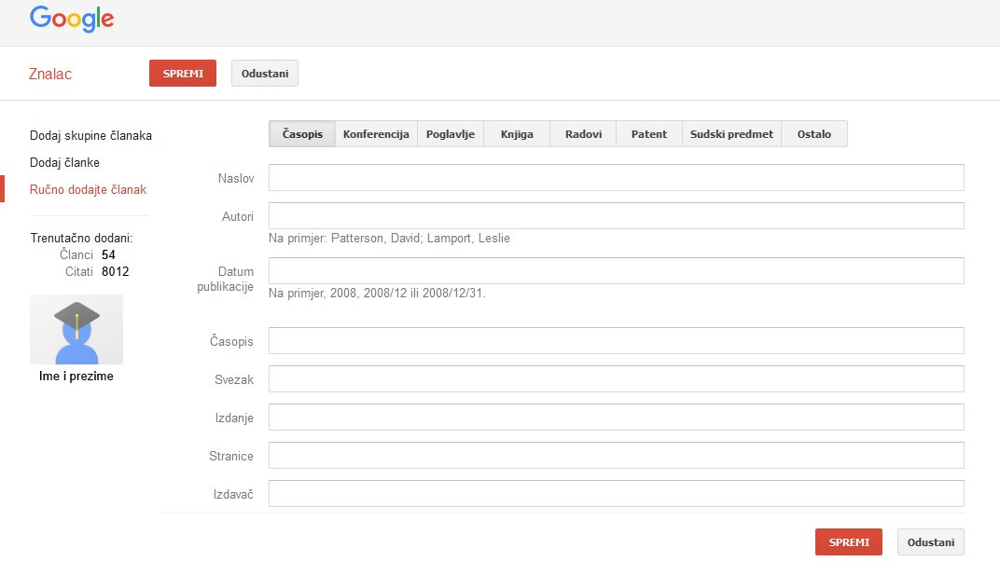 Google
Znalac
SPREMI
Odustani
Dodaj skupine članaka
Dodaj članke
Ručno dodajte članak
Trenutačno dodani:
Članci 54
Citati 8012
Ime i prezime
Časopis Konferencija Poglavlje Knjiga Radovi Patent Sudski predmet Ostalo
Naslov
Autori
Na primjer: Patterson, David; Lamport, Leslie
Datum
publikacije
Na primjer, 2008, 2008/12 ili 2008/12/31.
Časopis
Svezak
Izdanje
Stranice
Izdavač
SPREMI
Odustani